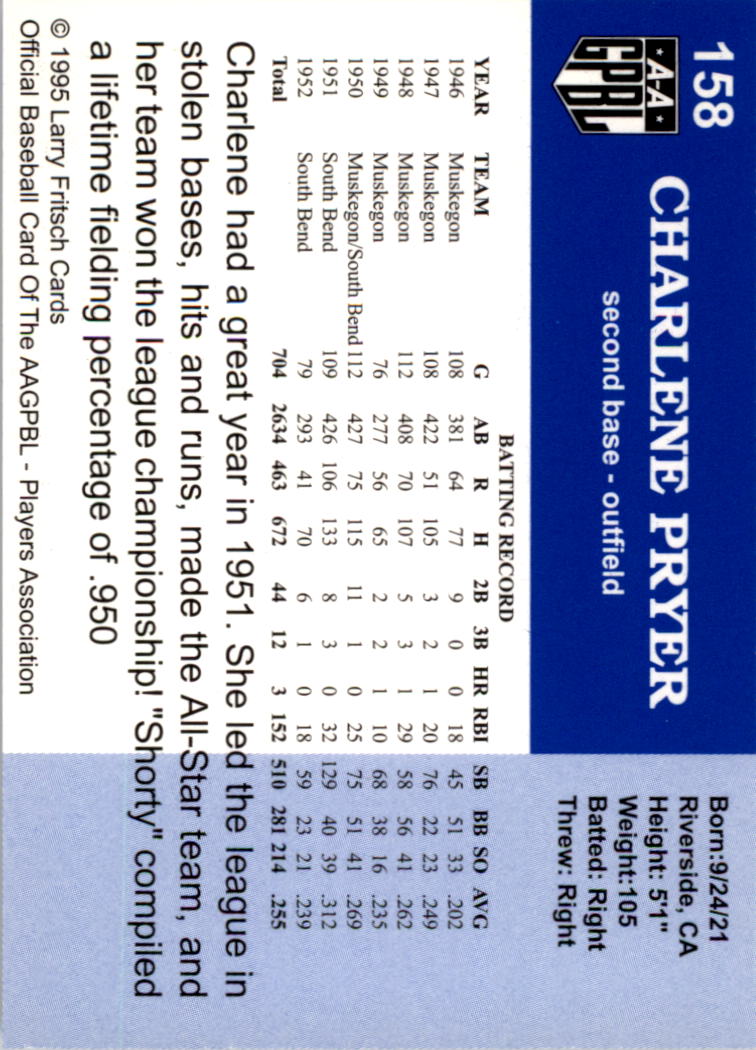 158
A-A
GPBL
CHARLENE PRYER
second base - outfield
Born:9/24/21
Riverside, CA
Height: 5'1"
Weight:105
Batted: Right
Threw: Right
BATTING RECORD
YEAR TEAM G AB R H 2B 3B HR RBI SB BB SO AVG
1946 Muskegon 108 381 64 77 9 0 0 18 45 51 33 .202
1947 Muskegon 108 422 51 105 3 2 1 20 76 22 23 .249
1948 Muskegon 112 408 70 107 5 3 1 29 58 56 41 .262
1949 Muskegon 76 277 56 65 2 2 1 10 68 38 16 .235
1950 Muskegon/South Bend 112 427 75 115 11 1 0 25 75 51 41 .269
1951 South Bend 109 426 106 133 8 3 0 32 129 40 39 .312
1952 South Bend 79 293 41 70 6 1 0 18 59 23 21 .239
Total 704 2634 463 672 44 12 3 152 510 281 214 .255
Charlene had a great year in 1951. She led the league in
stolen bases, hits and runs, made the All-Star team, and
her team won the league championship! "Shorty" compiled
a lifetime fielding percentage of .950
© 1995 Larry Fritsch Cards
Official Baseball Card Of The AAGPBL - Players Association